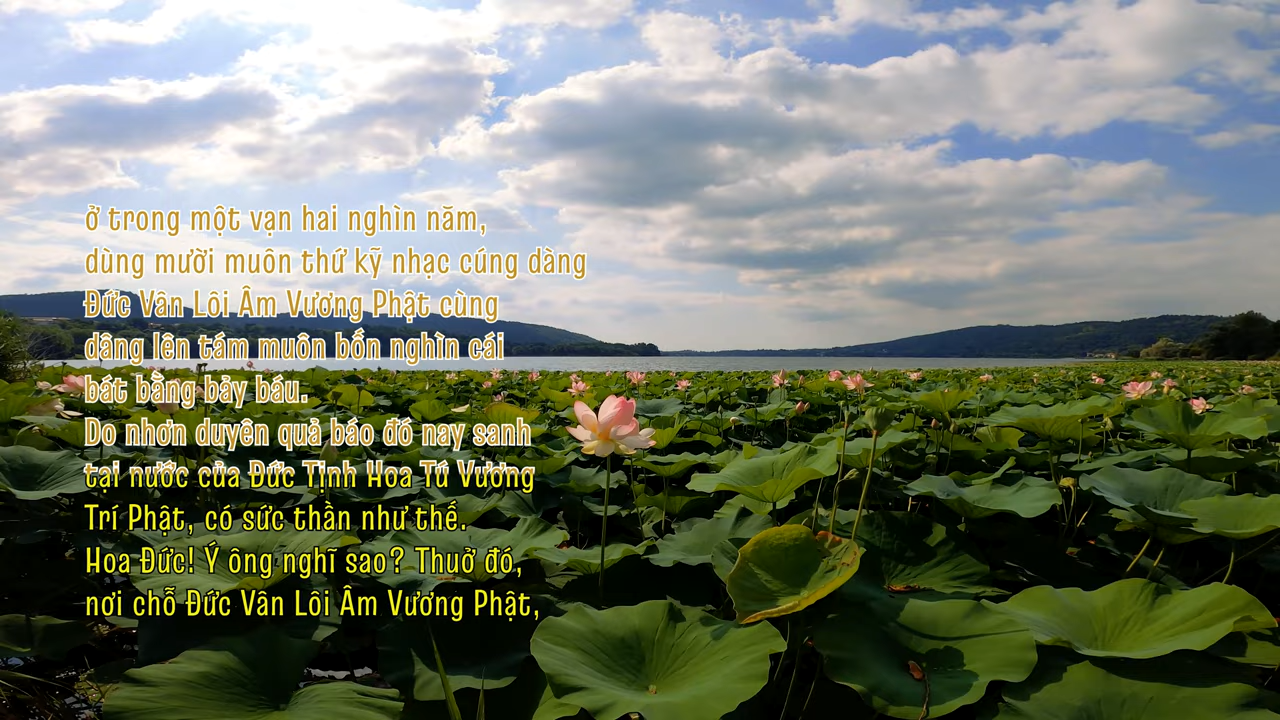 ở trong một vạn hai nghìn năm,
dùng mười muôn thứ kỹ nhạc cúng dàng
Đức Vân Lôi Âm Vương Phật cùng
dâng lên tám muôn bốn nghìn cái
bát bằng bảy báu.
Do nhơn duyên quả báo đó nay sanh
tại nước của Đức Tịnh Hoa Tú Vương
Trí Phật, có sức thần như thế.
Hoa Đức! Ý ông nghĩ sao? Thuở đó,
nơi chỗ Đức Vân Lôi Âm Vương Phật,